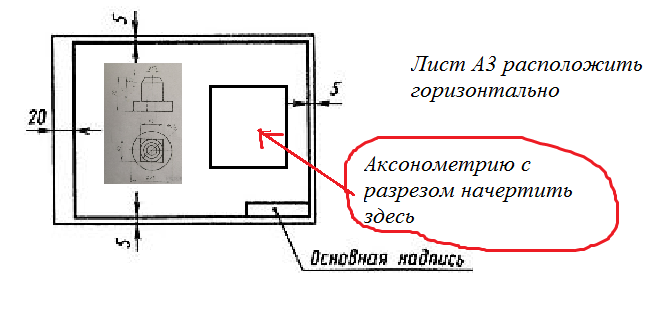 5
Лист А3 расположить
горизонтально
5
20
Аксонометрию с
разрезом начертить
здесь
5
Основная надпись